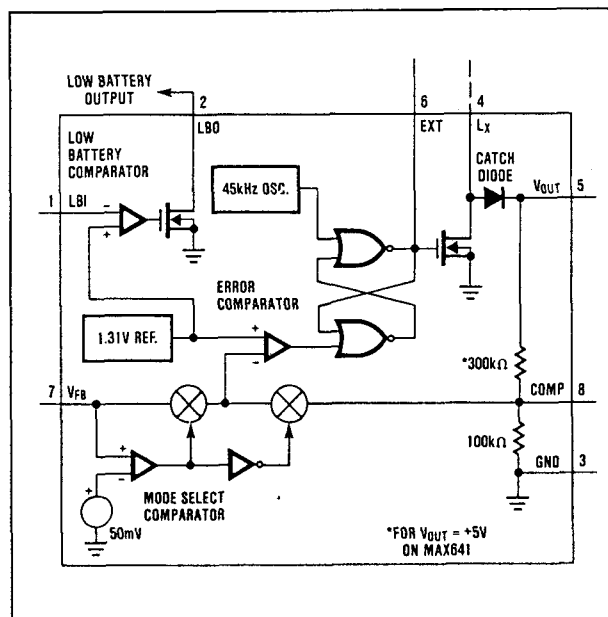 LOW BATTERY
OUTPUT
2
LBO
6
EXT
4
LX
LOW
BATTERY
COMPARATOR
CATCH
DIODE
VOUT
5
45kHz OSC.
1
LBI
-
+
ERROR
COMPARATOR
1.31V REF.
+
-
*300kΩ
7
VFB
COMP
8
100kΩ
GND
3
+
-
MODE SELECT
COMPARATOR
+
50mV
*FOR VOUT = +5V
ON MAX641